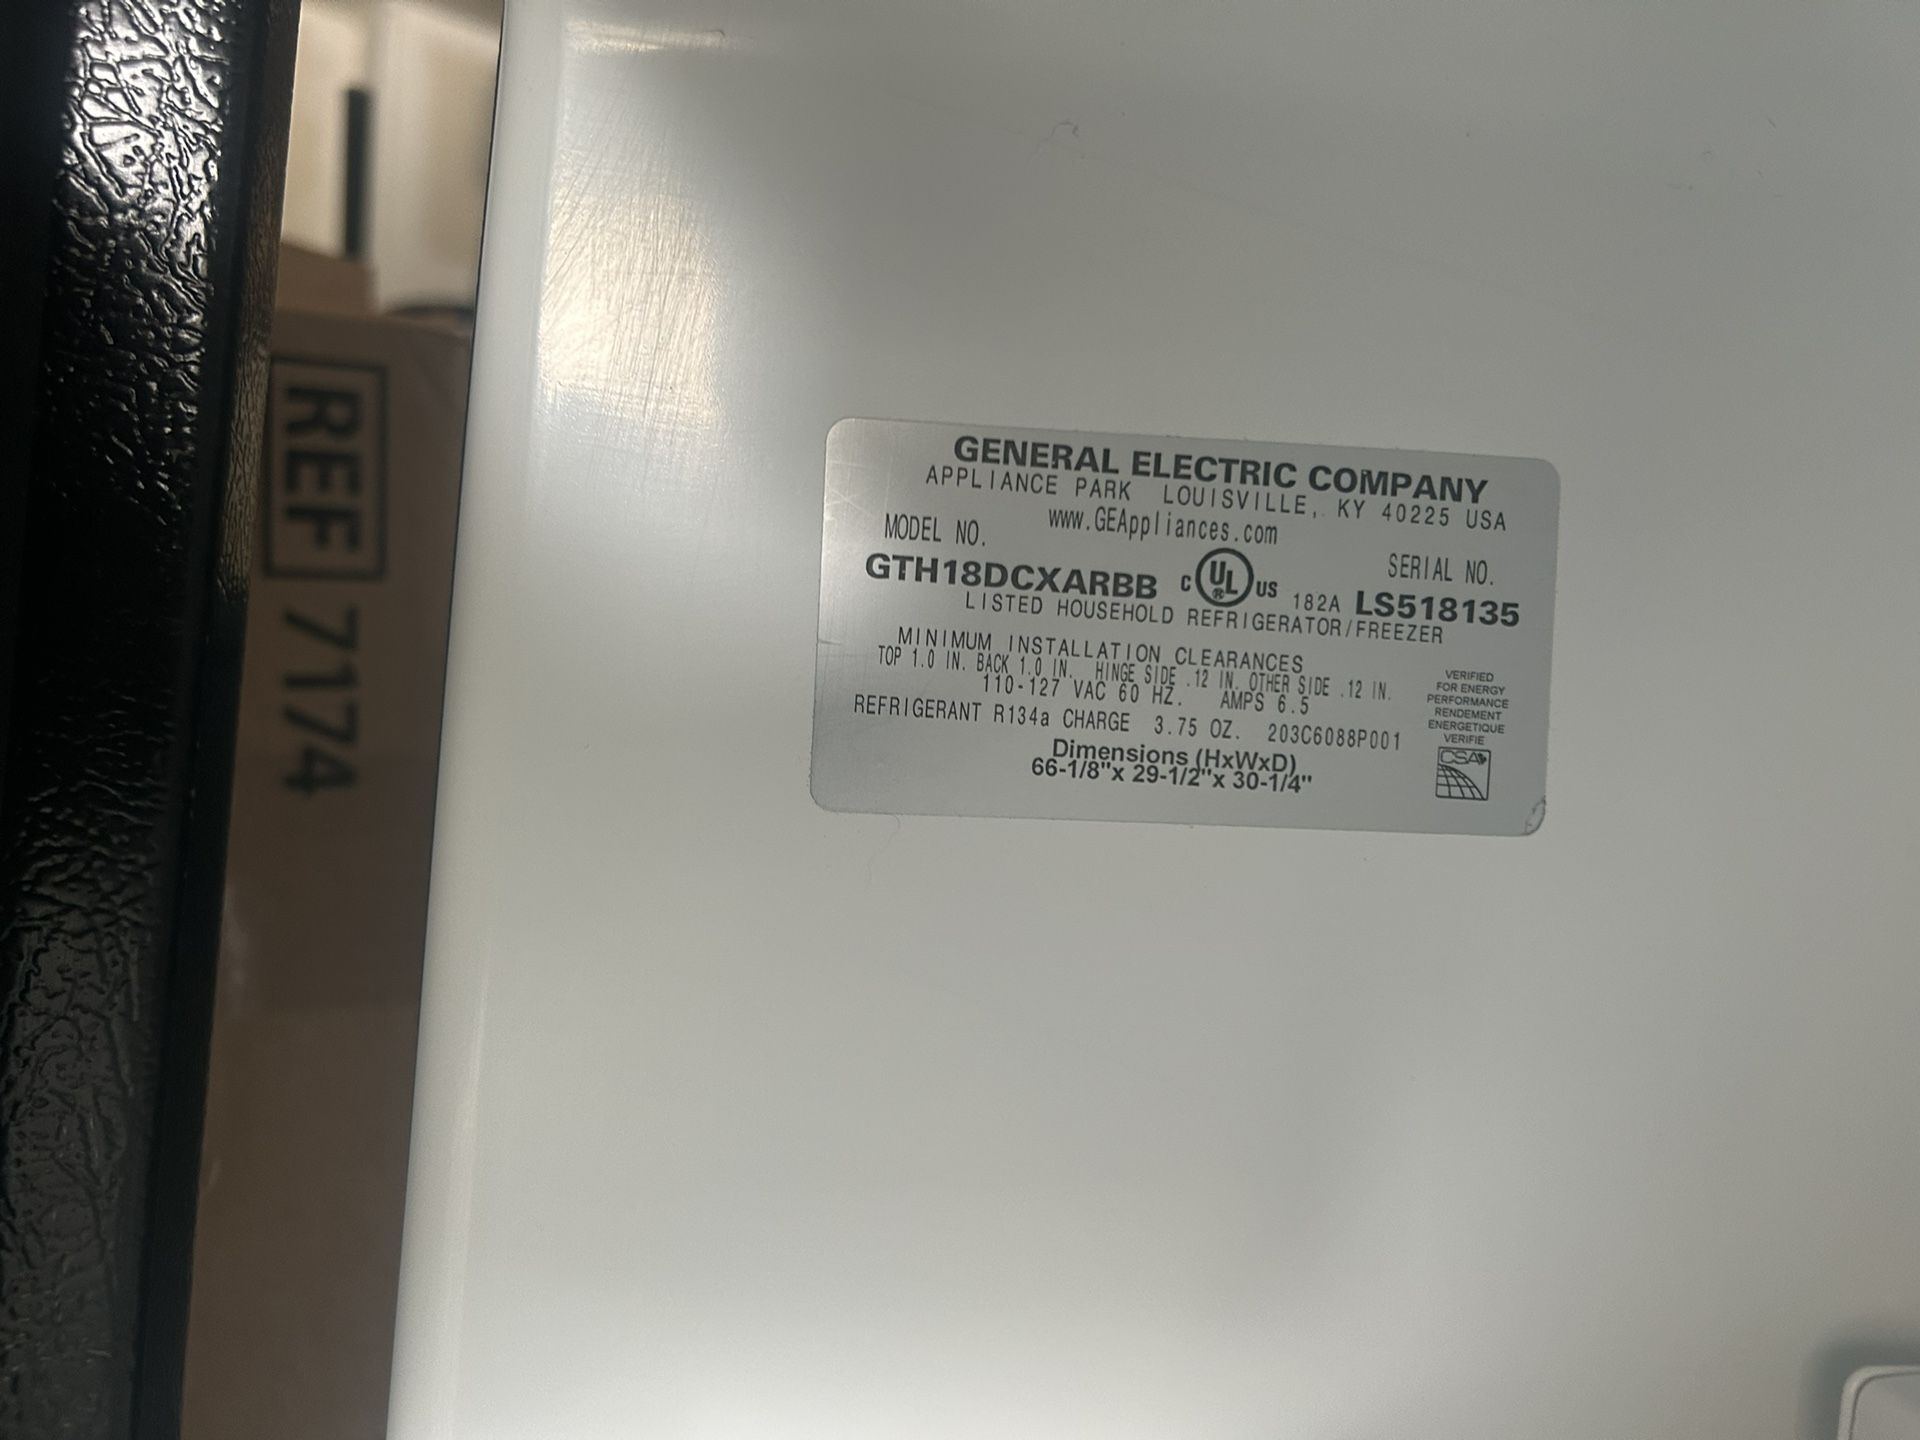 GENERAL ELECTRIC COMPANY
APPLIANCE PARK LOUISVILLE, KY 40225 USA
www.GEAppliances.com
MODEL NO. SERIAL NO.
GTH18DCXARBB C UL ® US 182A LS518135
LISTED HOUSEHOLD REFRIGERATOR/FREEZER
MINIMUM INSTALLATION CLEARANCES
TOP 1.0 IN. BACK 1.0 IN. HINGE SIDE .12 IN. OTHER SIDE .12 IN.
110-127 VAC 60 HZ. AMPS 6.5
REFRIGERANT R134a CHARGE 3.75 OZ. 203C6088P001
Dimensions (HxWxD)
66-1/8"x 29-1/2"x 30-1/4"
VERIFIED
FOR ENERGY
PERFORMANCE
RENDEMENT
ENERGETIQUE
VERIFIE
CSA
REF 7174